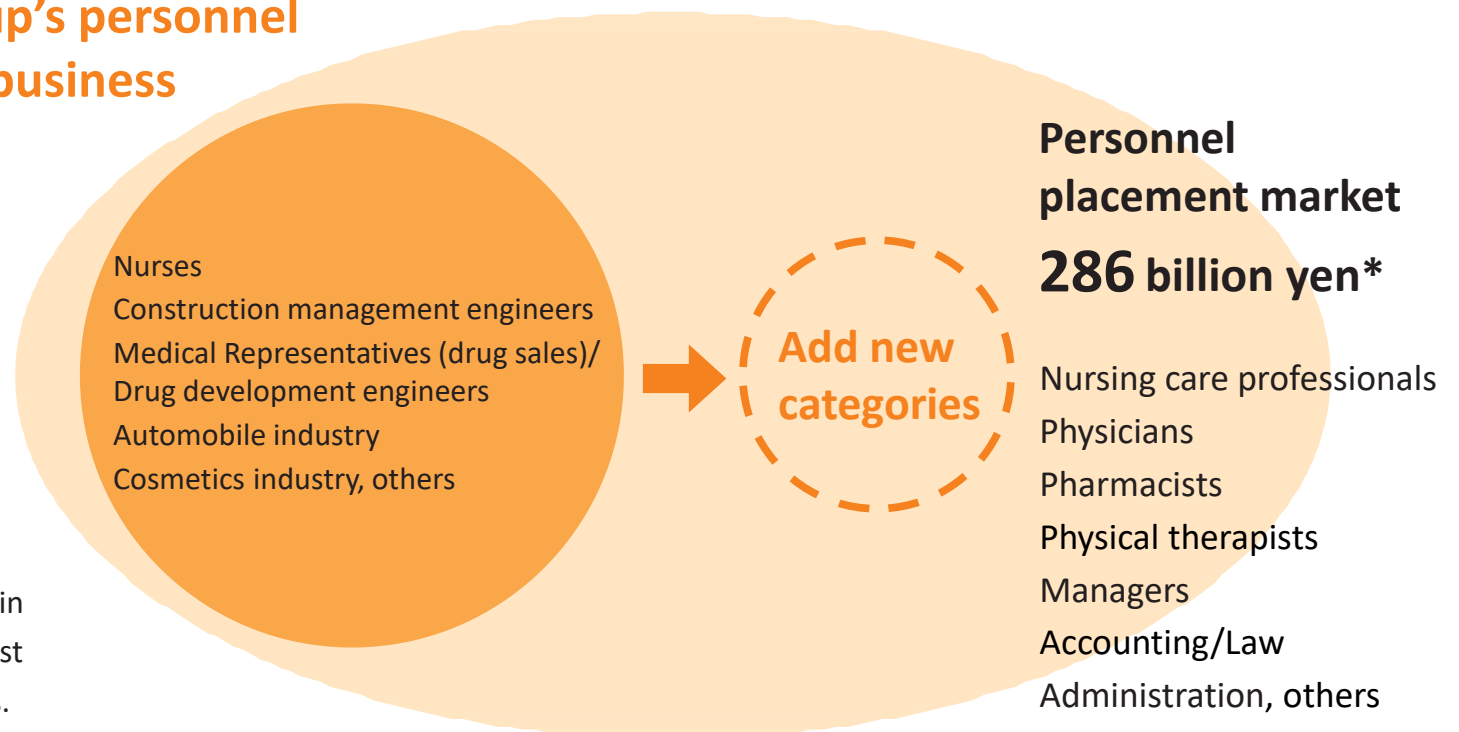 up's personnel
business
Nurses
Construction management engineers
Medical Representatives (drug sales)/
Drug development engineers
Automobile industry
Cosmetics industry, others
in
st
Add new
categories
Personnel
placement market
286 billion yen*
Nursing care professionals
Physicians
Pharmacists
Physical therapists
Managers
Accounting/Law
Administration, others